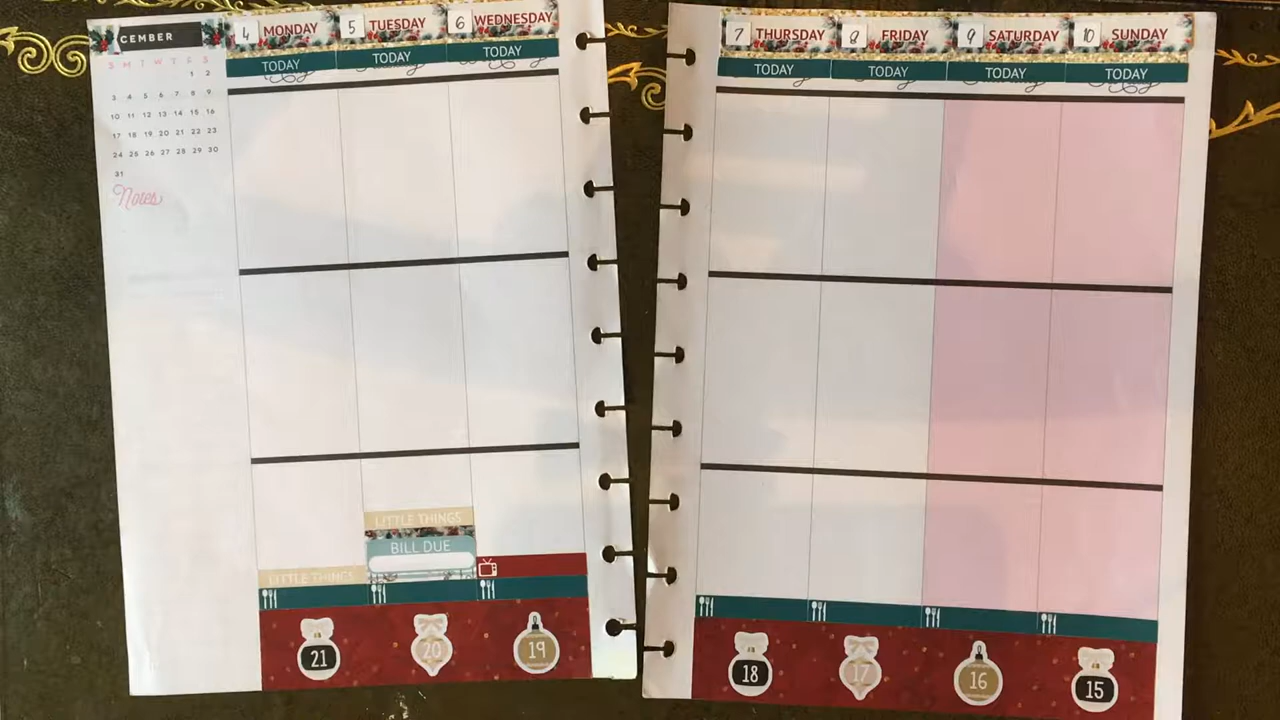 CEMBER
S M T W T F S
1 2
3 4 5 6 7 8 9
10 11 12 13 14 15 16
17 18 19 20 21 22 23
24 25 26 27 28 29 30
31
Notes
4 MONDAY 5 TUESDAY 6 WEDNESDAY
TODAY TODAY TODAY
LITTLE THINGS
BILL DUE
LITTLE THINGS
21 20 19
7 THURSDAY 8 FRIDAY 9 SATURDAY 10 SUNDAY
TODAY TODAY TODAY TODAY
18 17 16 15